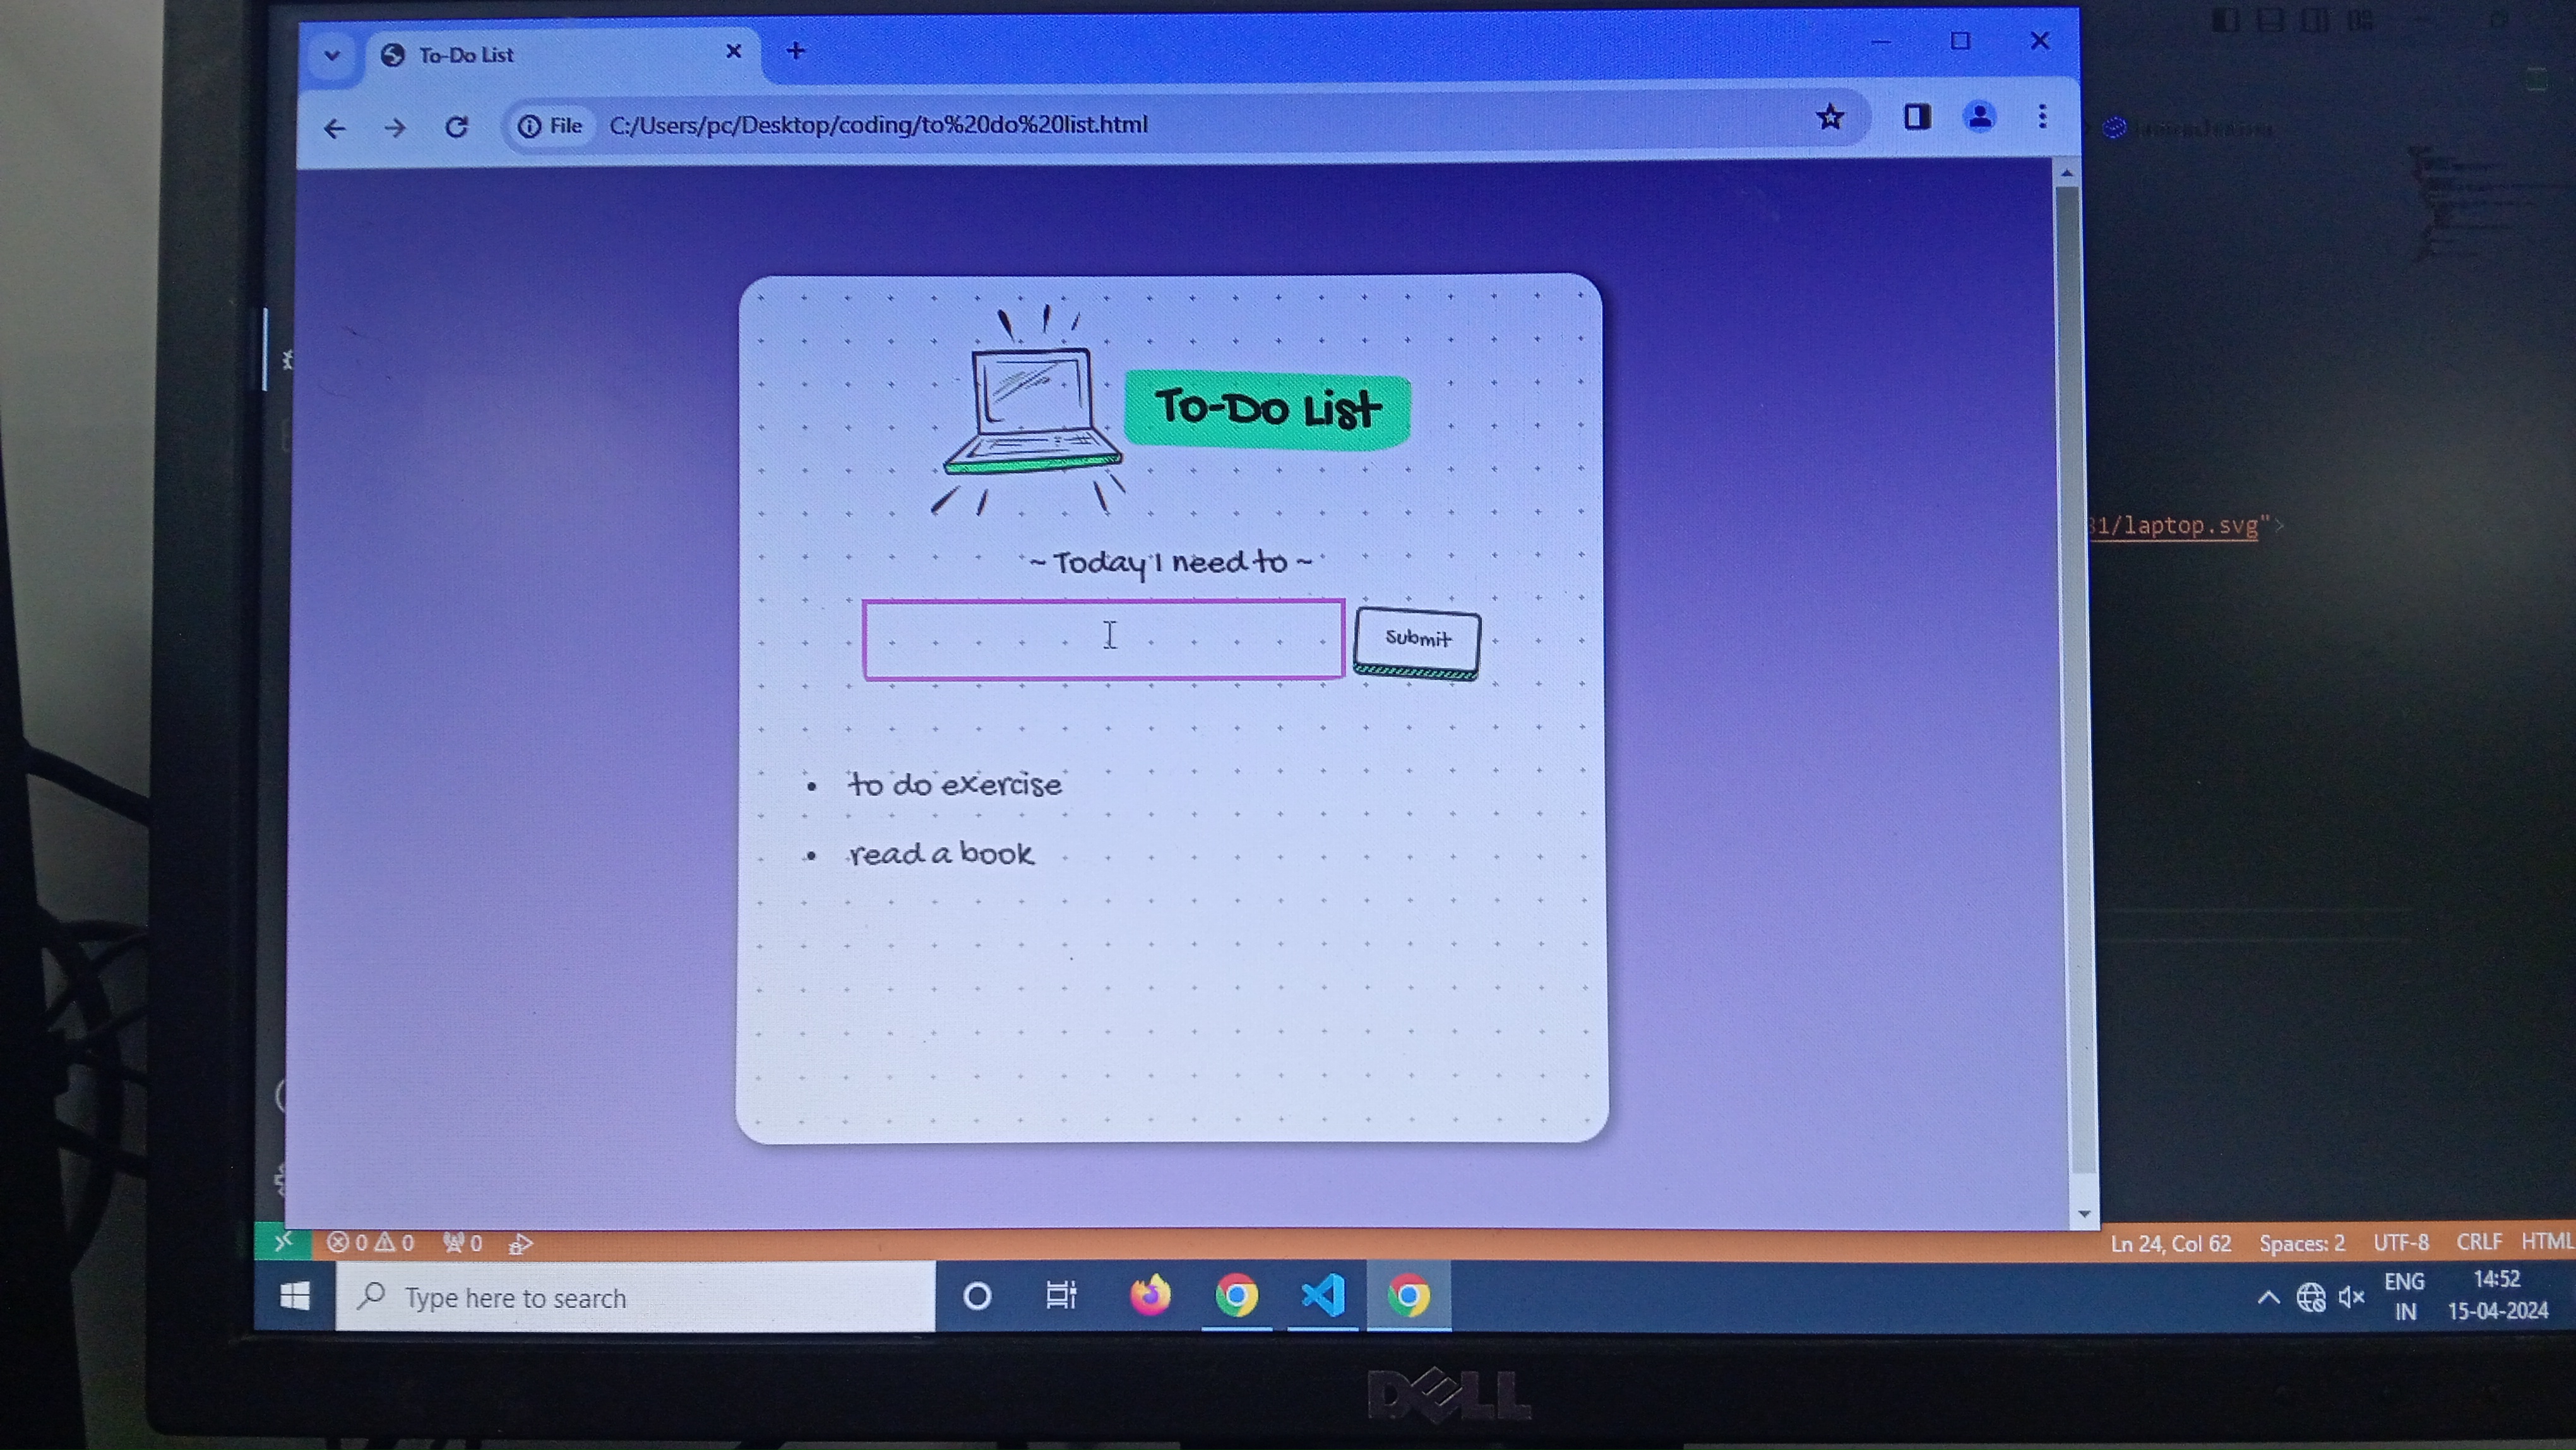 To-Do List
File C:/Users/pc/Desktop/coding/to%20do%20list.html
To-Do List
~ Today I need to ~
Submit
to do exercise
read a book
31/laptop.svg">
0 0 0
Ln 24, Col 62 Spaces: 2 UTF-8 CRLF HTML
Type here to search
ENG
IN
14:52
15-04-2024
DELL